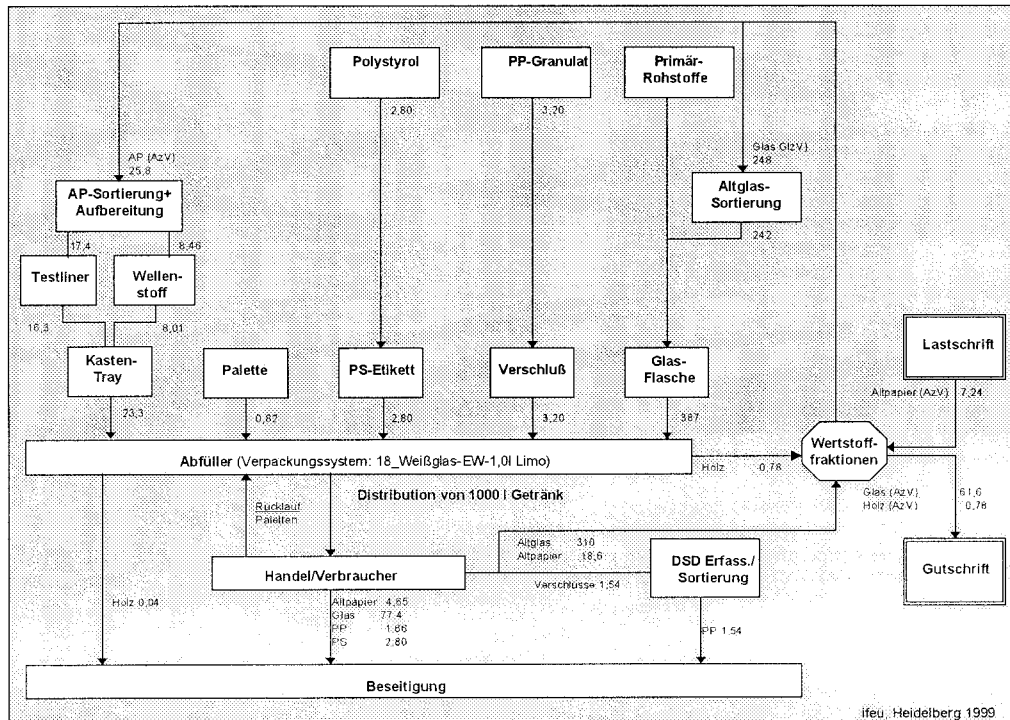 Polystyrol
PP-Granulat
Primär-
Rohstoffe
2,80
3,20
AP (AzV)
25,8
Glas GlzV)
248
AP-Sortierung+
Aufbereitung
Altglas-
Sortierung
17,4
8,46
242
Testliner
Wellen-
stoff
16,3
8,01
Kasten-
Tray
Palette
PS-Etikett
Verschluß
Glas-
Flasche
Lastschrift
Altpapier (AzV) 7,24
23,3
0,82
2,80
3,20
387
Abfüller (Verpackungssystem: 18_Weißglas-EW-1,0l Limo)
Holz 0,78
Wertstoff-
fraktionen
Distribution von 1000 l Getränk
Glas (AzV) 61,6
Holz (AzV) 0,78
Rücklauf
Paletten
Altglas 310
Altpapier 18,6
Handel/Verbraucher
Verschlüsse 1,54
DSD Erfass./
Sortierung
Gutschrift
Holz 0,04
Altpapier 4,65
Glas 77,4
PP 1,66
PS 2,80
PP 1,54
Beseitigung
ifeu, Heidelberg 1999